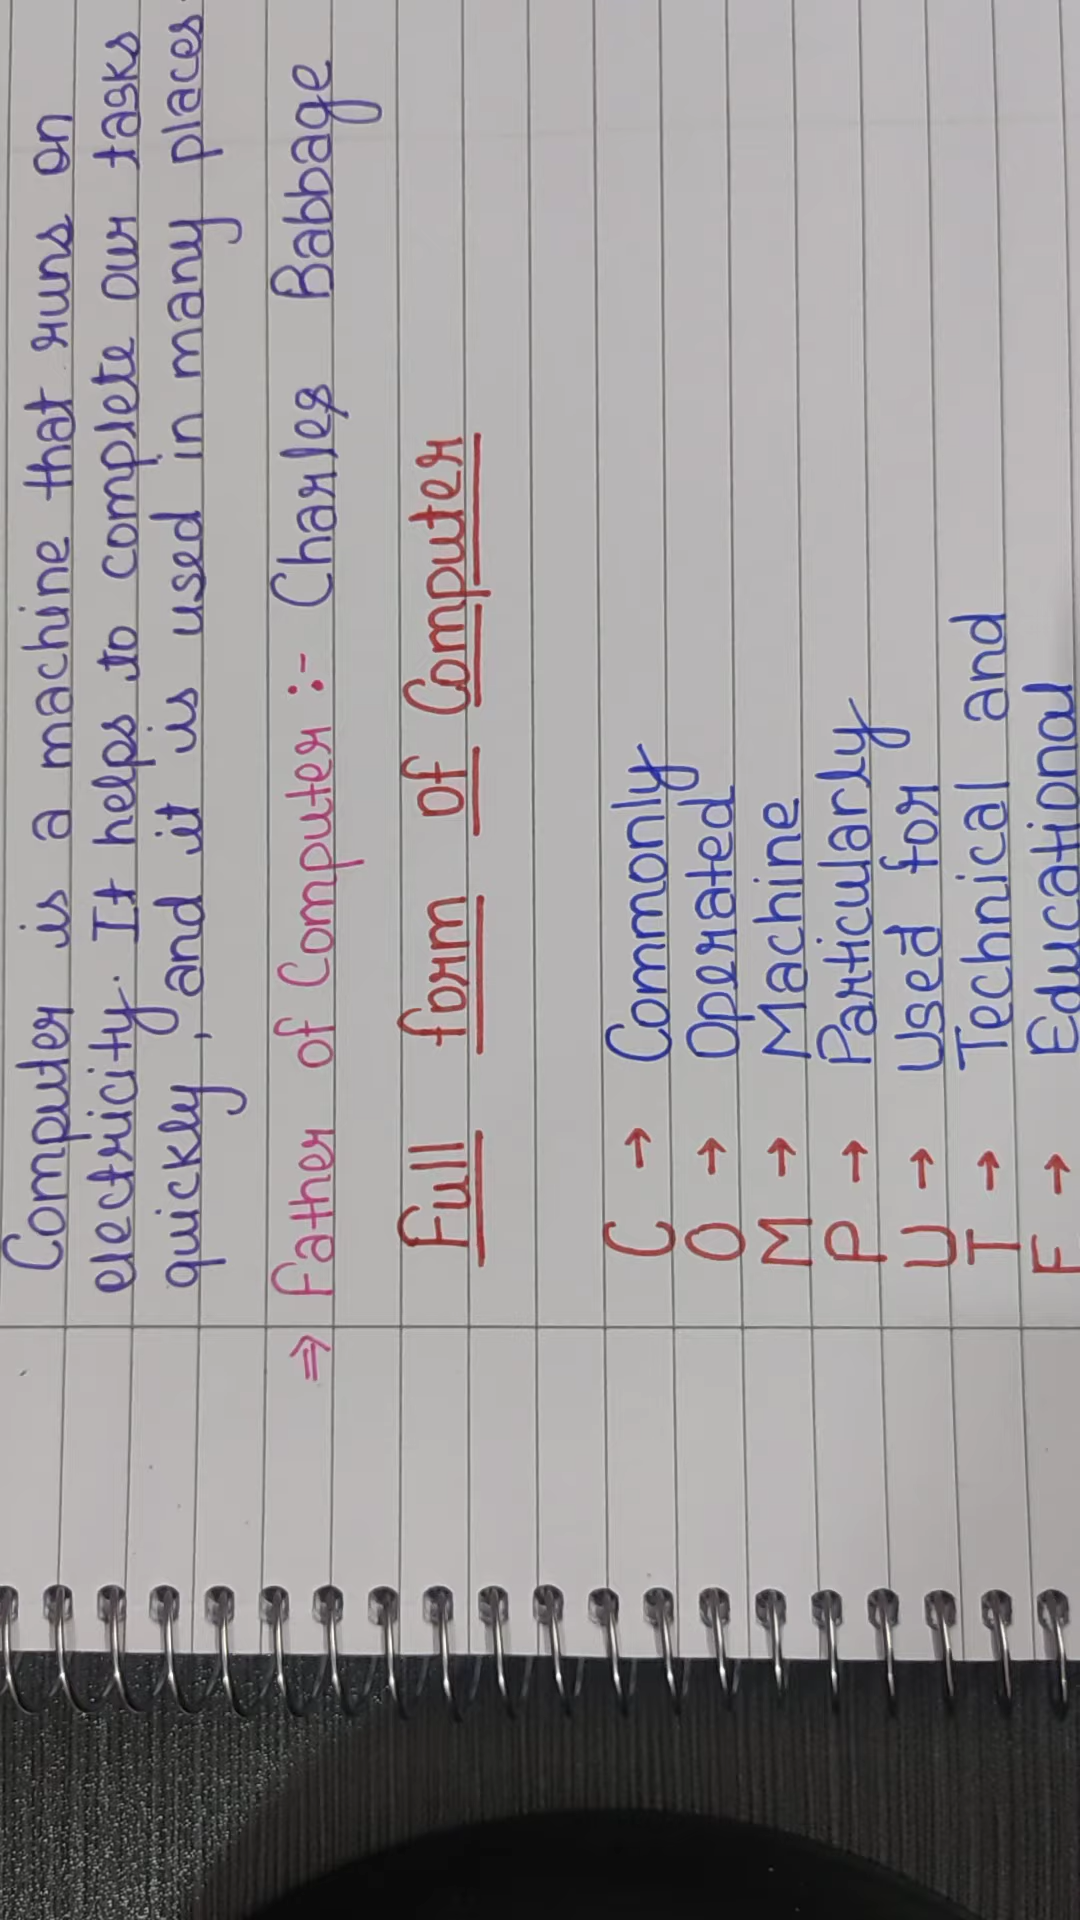 Computer is a machine that runs on
electricity. It helps to complete our tasks
quickly, and it is used in many places.
⇒ Father of Computer :- Charles Babbage
Full form of Computer
C → Commonly
O → Operated
M → Machine
P → Particularly
U → Used for
T → Technical and
E → Educational